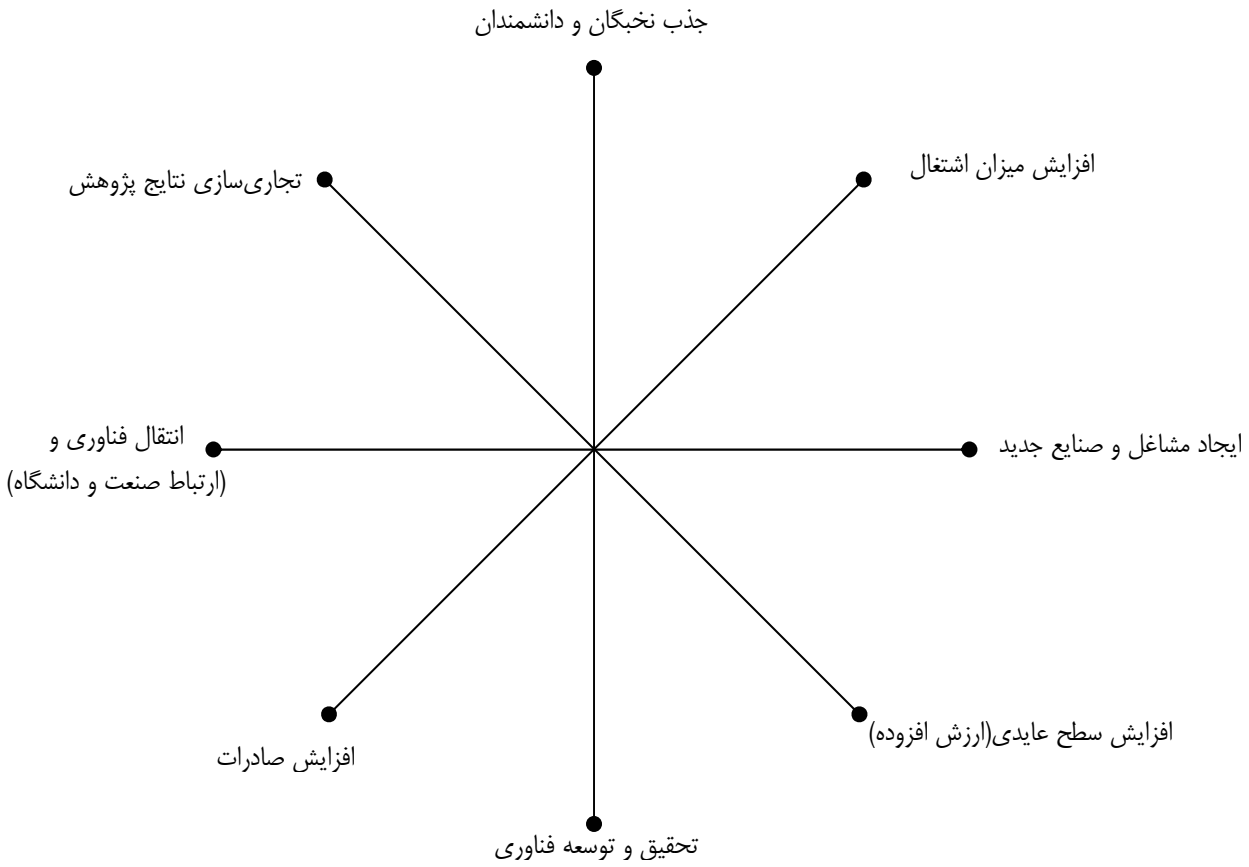 جذب نخبگان و دانشمندان
افزایش میزان اشتغال
تجاری‌سازی نتایج پژوهش
ایجاد مشاغل و صنایع جدید
انتقال فناوری و
(ارتباط صنعت و دانشگاه)
افزایش سطح عایدی(ارزش افزوده)
افزایش صادرات
تحقیق و توسعه فناوری